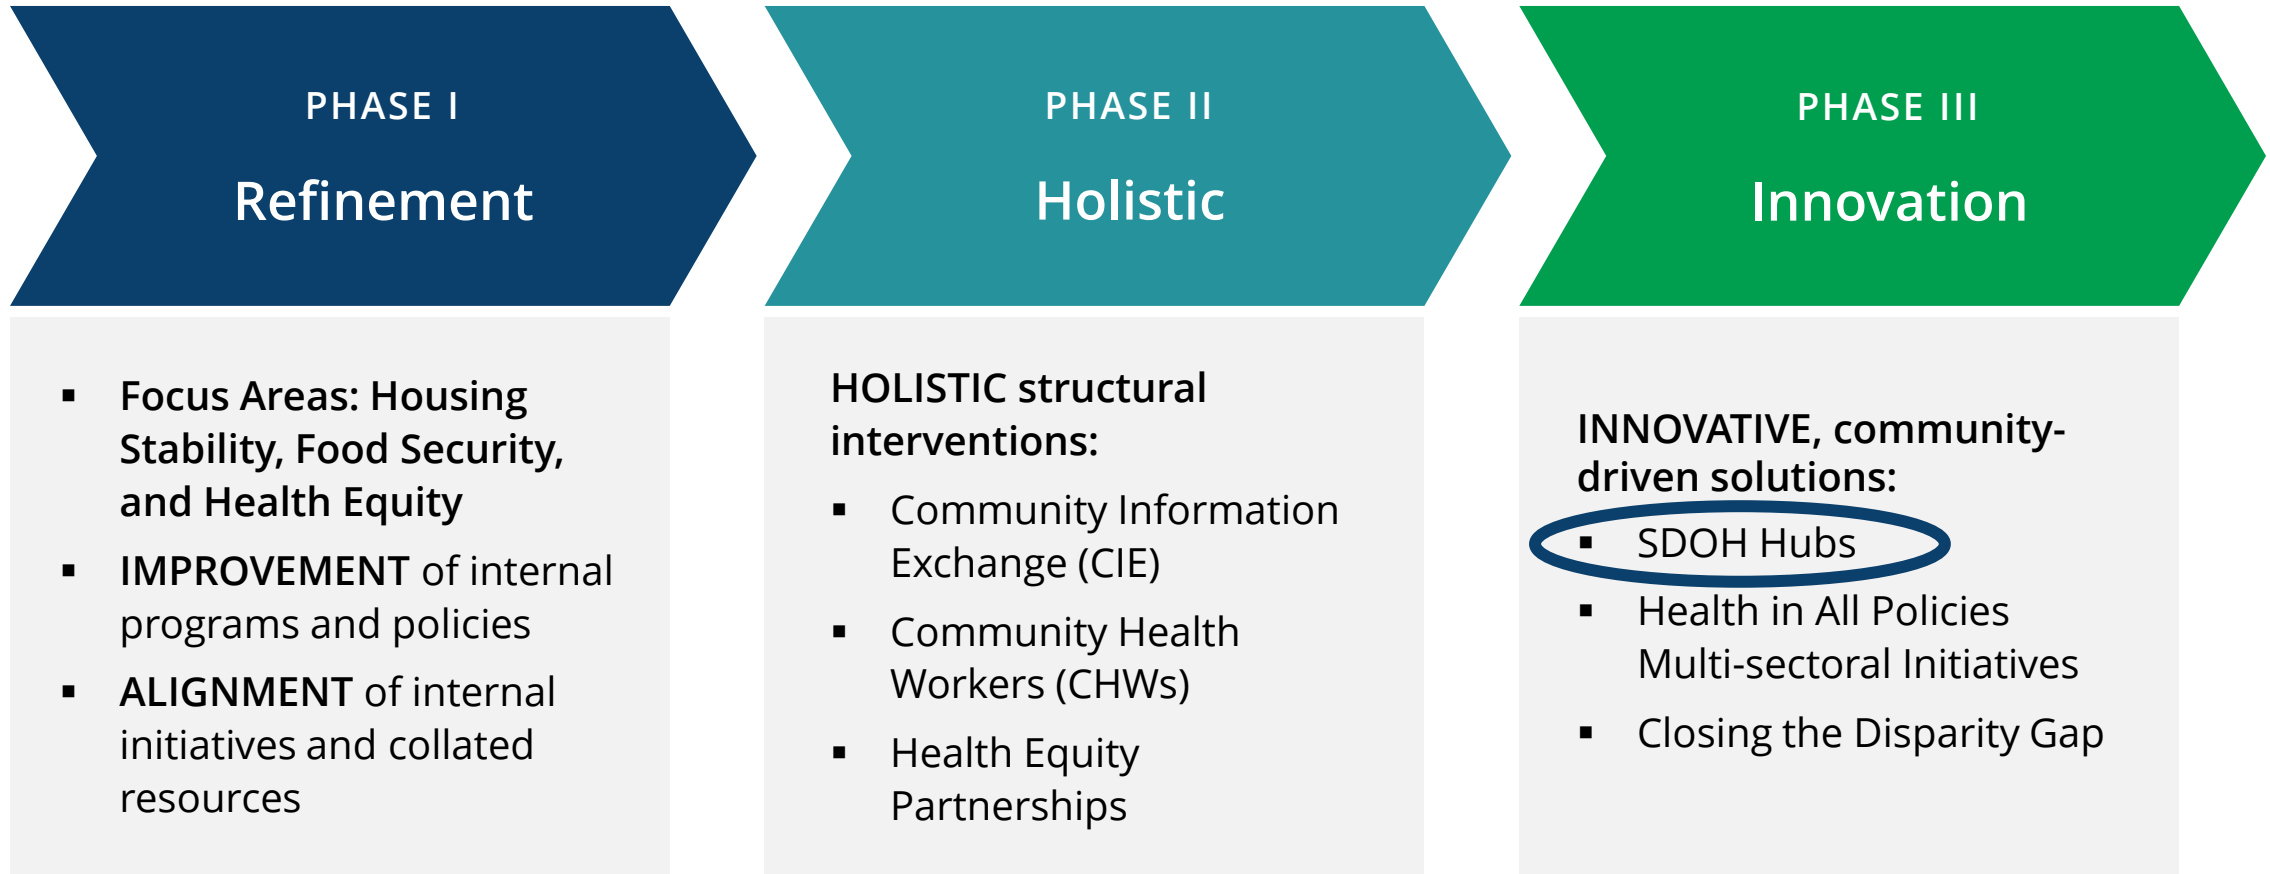 PHASE I
Refinement
▪ Focus Areas: Housing
Stability, Food Security,
and Health Equity
▪ IMPROVEMENT of internal
programs and policies
▪ ALIGNMENT of internal
initiatives and collated
resources
PHASE II
Holistic
HOLISTIC structural
interventions:
▪ Community Information
Exchange (CIE)
▪ Community Health
Workers (CHWs)
▪ Health Equity
Partnerships
PHASE III
Innovation
INNOVATIVE, community-
driven solutions:
▪ SDOH Hubs
▪ Health in All Policies
Multi-sectoral Initiatives
▪ Closing the Disparity Gap